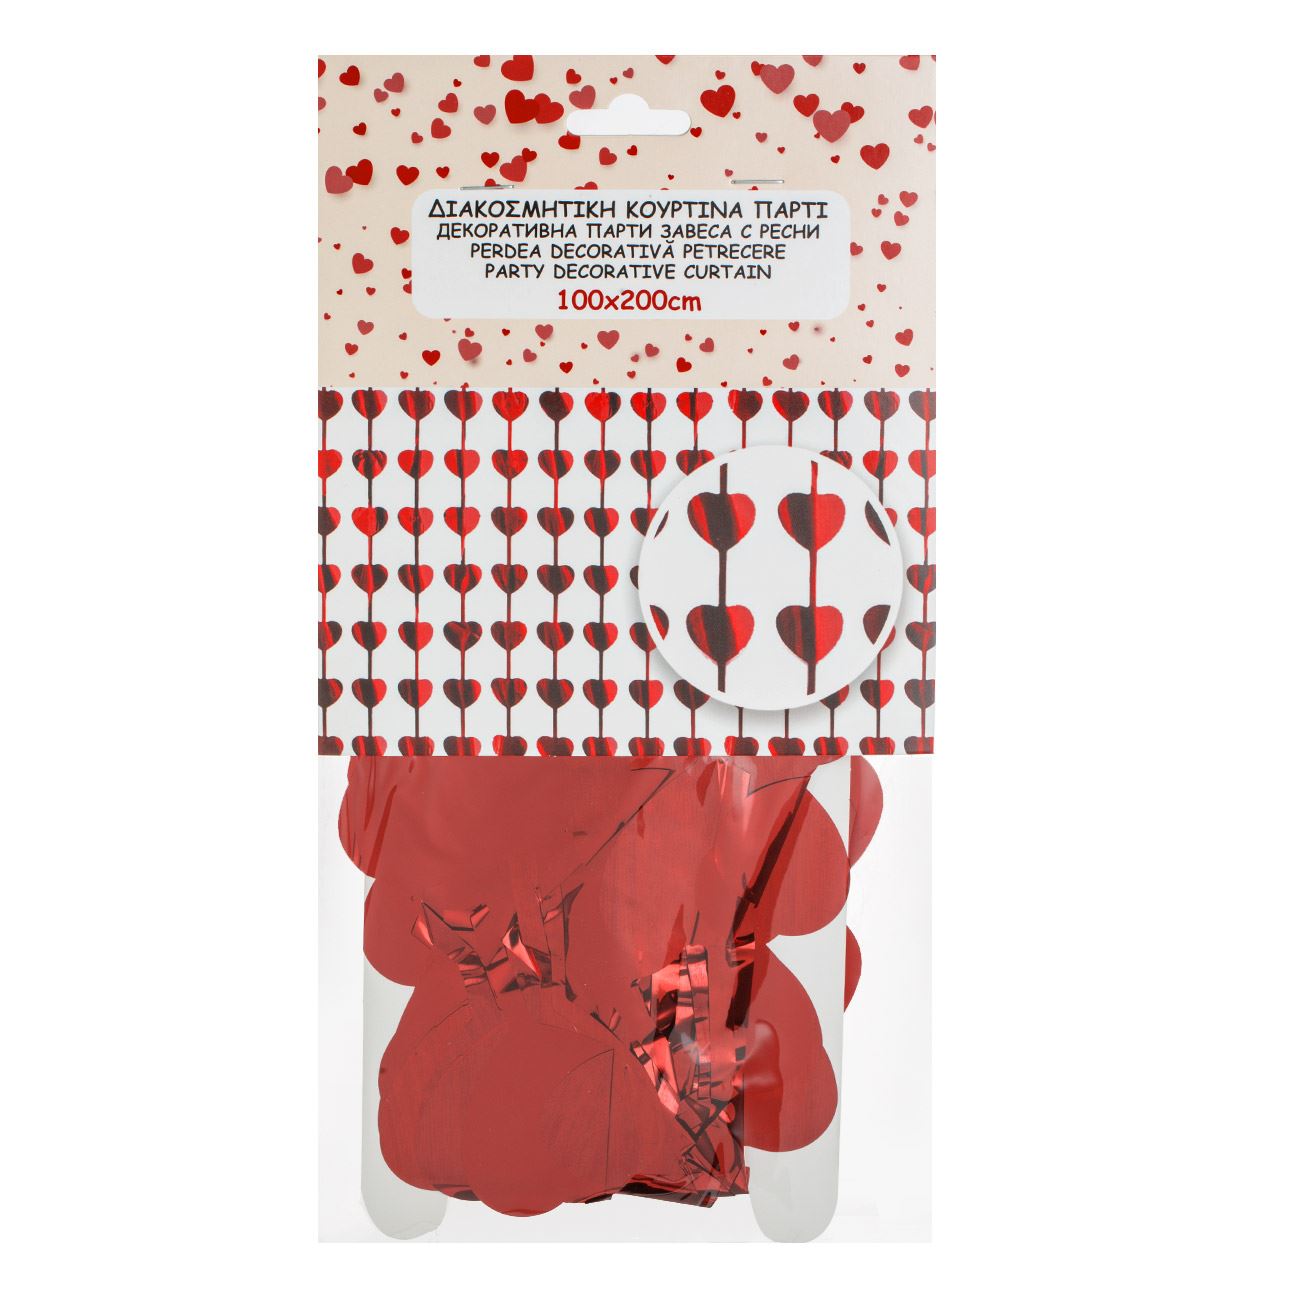 ΔΙΑΚΟΣΜΗΤΙΚΗ ΚΟΥΡΤΙΝΑ ΠΑΡΤΙ
ДЕКОРАТИВНА ПАРТИ ЗАВЕСА С РЕСНИ
PERDEA DECORATIVĂ PETRECERE
PARTY DECORATIVE CURTAIN
100x200cm